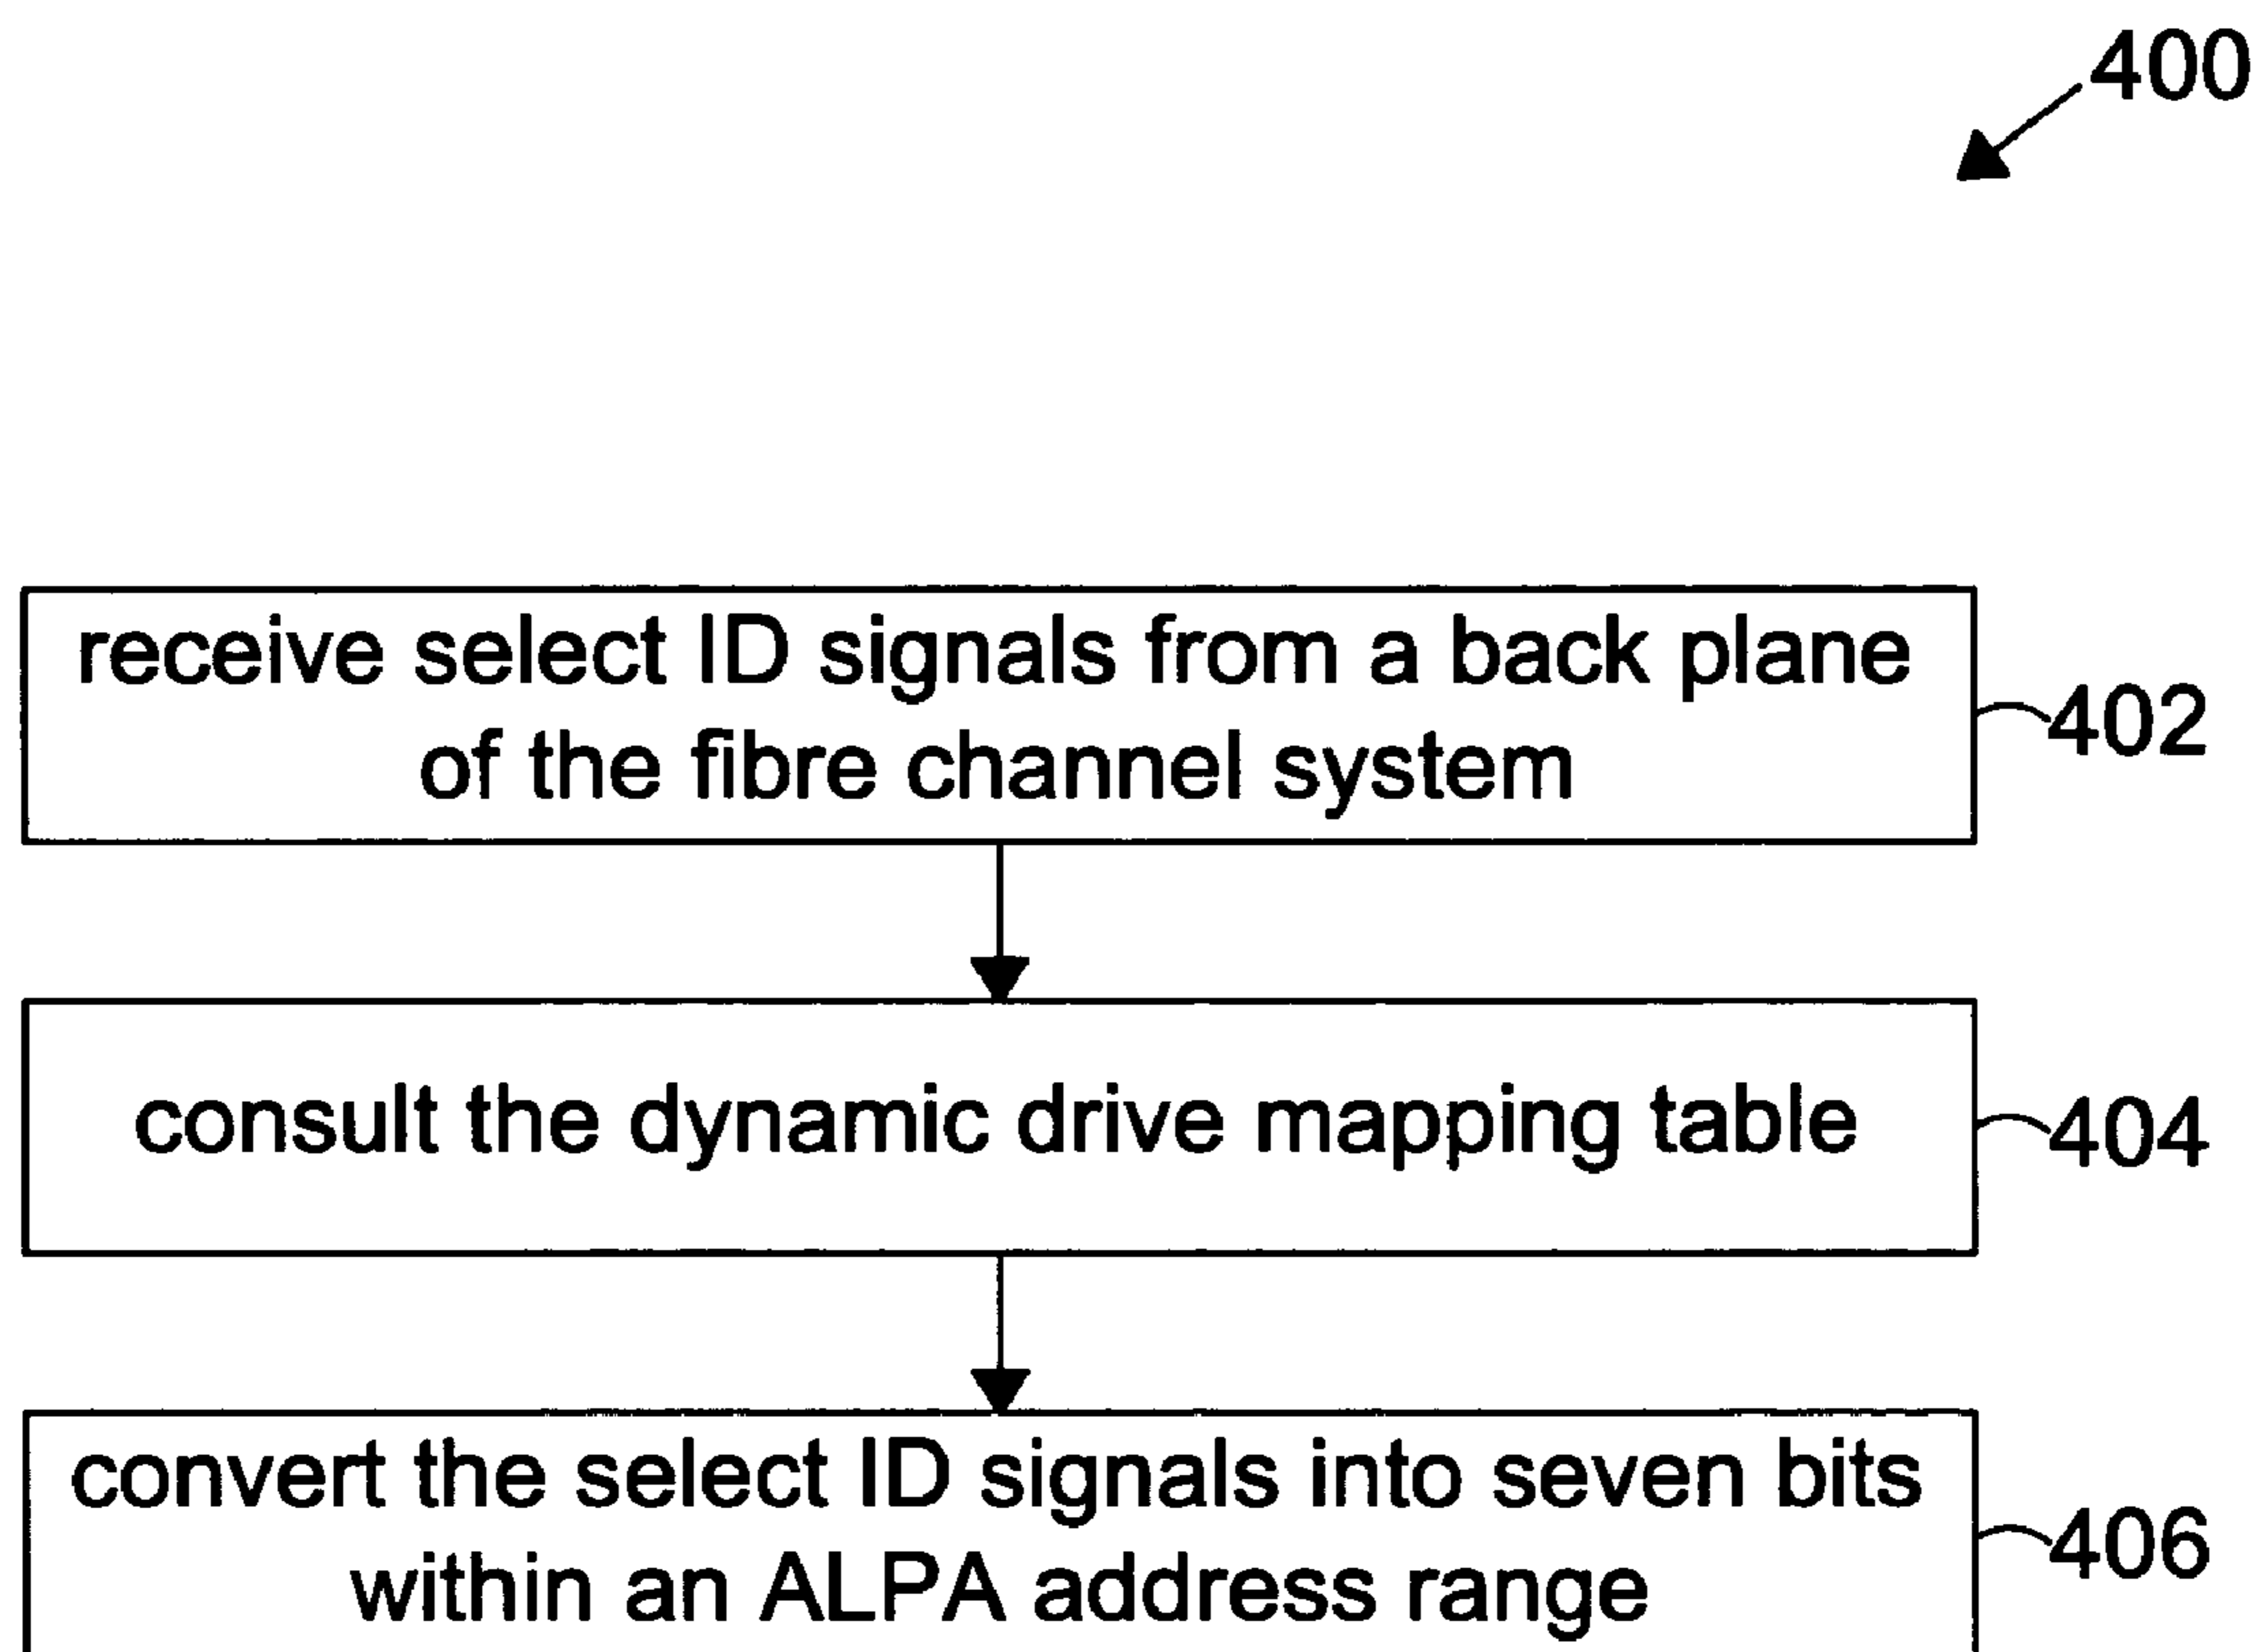 400
receive select ID signals from a back plane
of the fibre channel system
402
consult the dynamic drive mapping table
404
convert the select ID signals into seven bits
within an ALPA address range
406